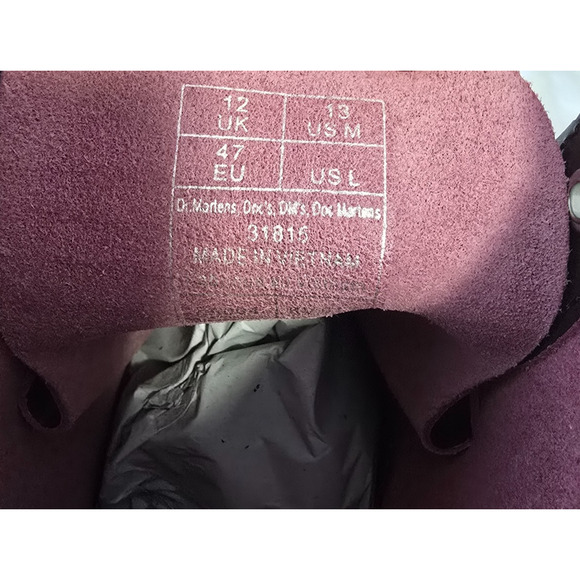 12 13
UK US M
47
EU US L
Dr.Martens, Doc's, DM's, Doc Martens
31815
MADE IN VIETNAM